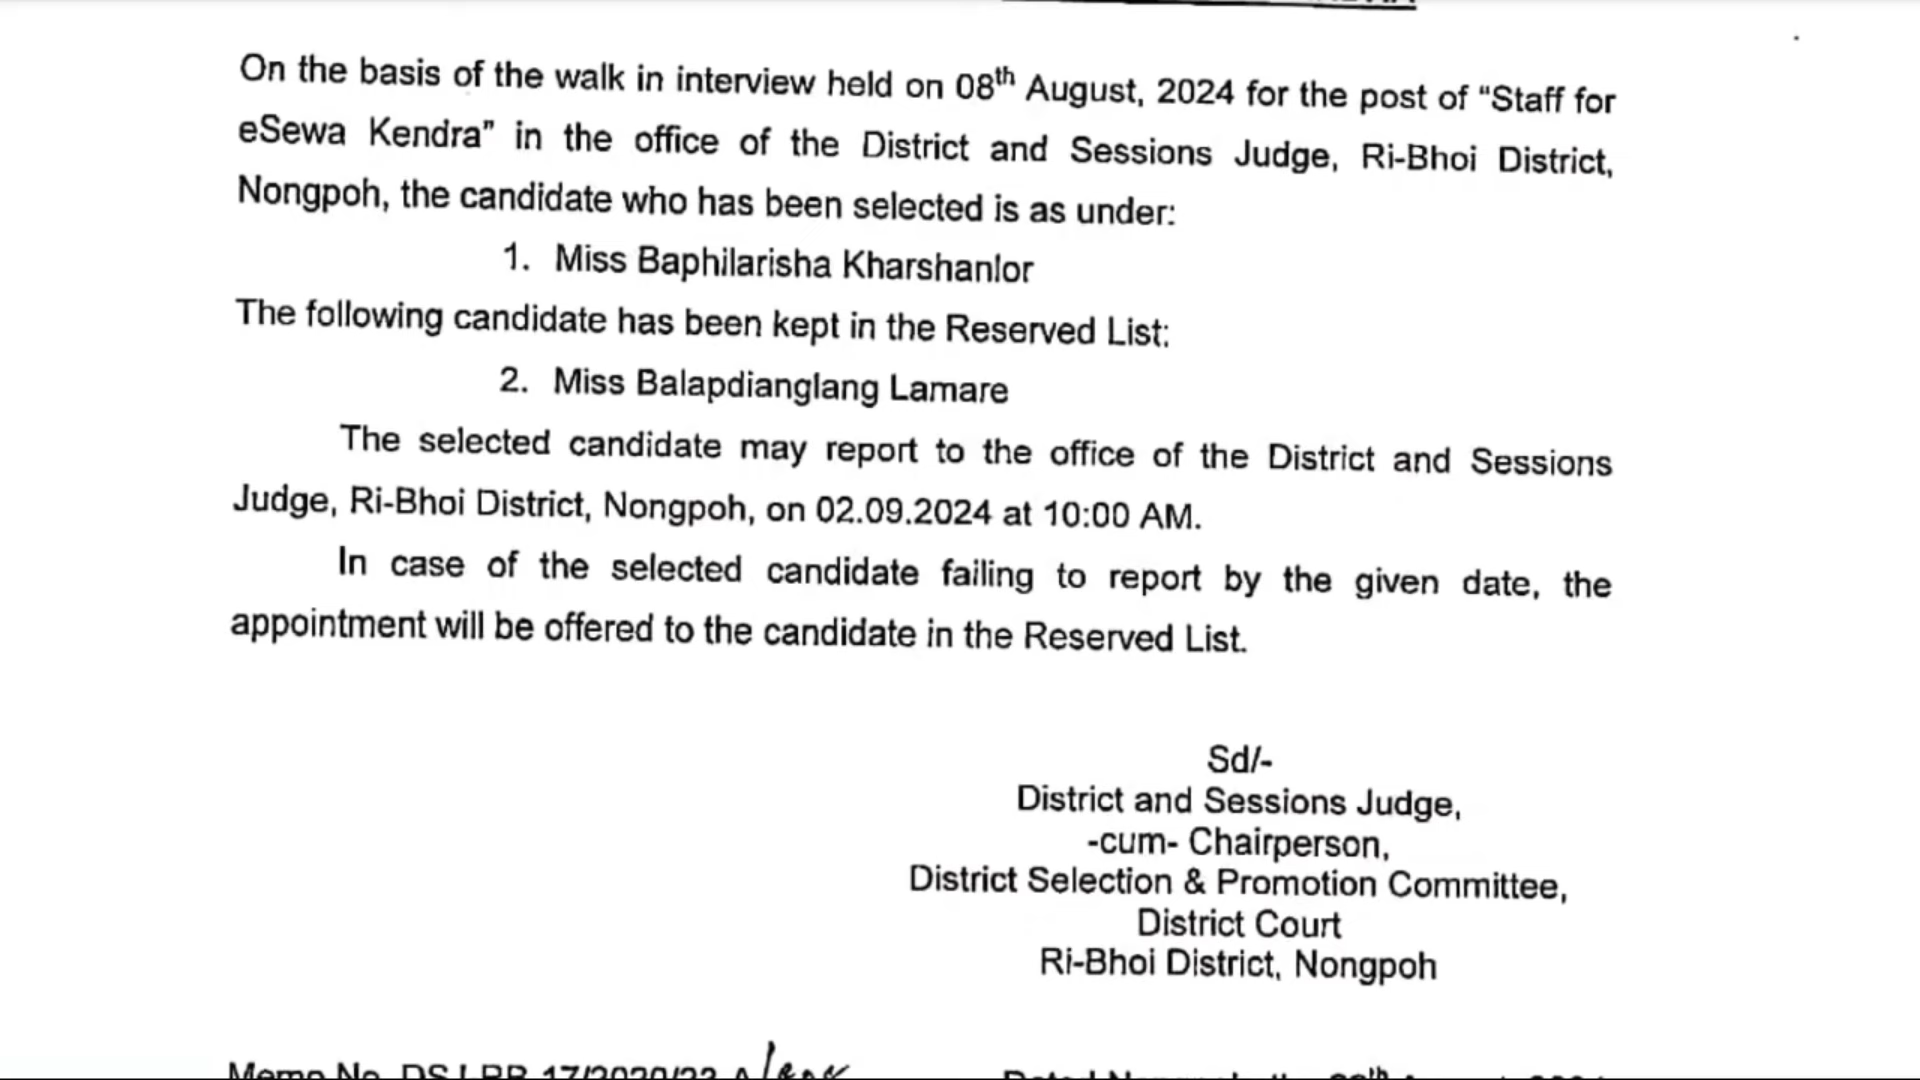 On the basis of the walk in interview held on 08th August, 2024 for the post of “Staff for
eSewa Kendra” in the office of the District and Sessions Judge, Ri-Bhoi District,
Nongpoh, the candidate who has been selected is as under:
1. Miss Baphilarisha Kharshanlor
The following candidate has been kept in the Reserved List:
2. Miss Balapdianglang Lamare
The selected candidate may report to the office of the District and Sessions
Judge, Ri-Bhoi District, Nongpoh, on 02.09.2024 at 10:00 AM.
In case of the selected candidate failing to report by the given date, the
appointment will be offered to the candidate in the Reserved List.
Sd/-
District and Sessions Judge,
-cum- Chairperson,
District Selection & Promotion Committee,
District Court
Ri-Bhoi District, Nongpoh
Memo No.
Dated Nongpoh, the